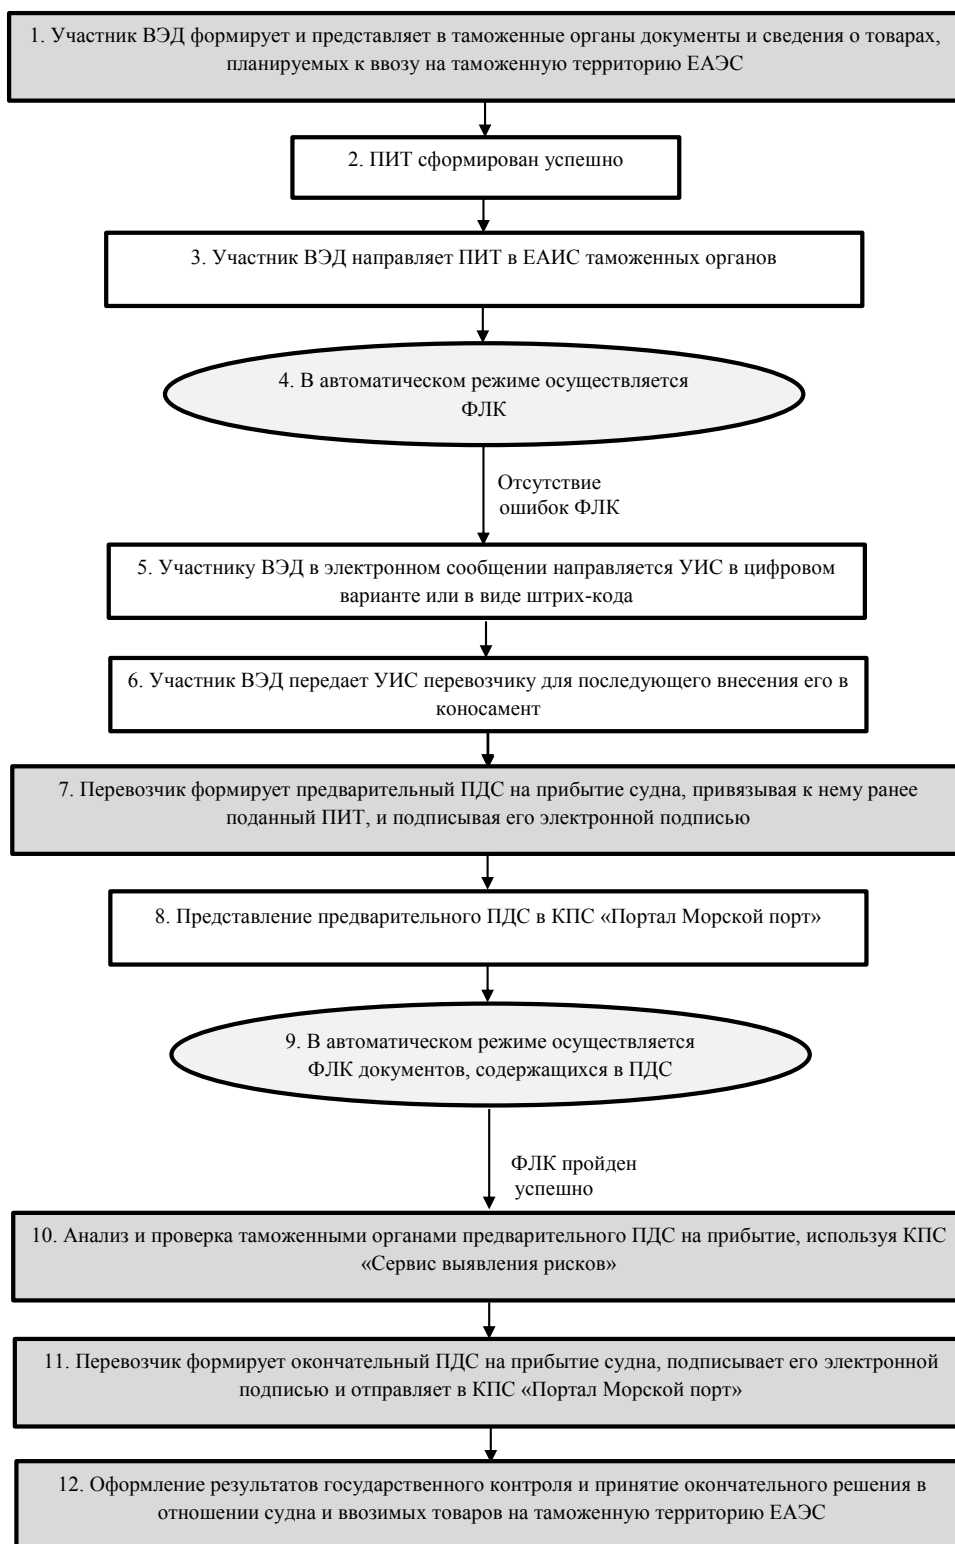 1. Участник ВЭД формирует и представляет в таможенные органы документы и сведения о товарах,
планируемых к ввозу на таможенную территорию ЕАЭС
2. ПИТ сформирован успешно
3. Участник ВЭД направляет ПИТ в ЕАИС таможенных органов
4. В автоматическом режиме осуществляется
ФЛК
Отсутствие
ошибок ФЛК
5. Участнику ВЭД в электронном сообщении направляется УИС в цифровом
варианте или в виде штрих-кода
6. Участник ВЭД передает УИС перевозчику для последующего внесения его в
коносамент
7. Перевозчик формирует предварительный ПДС на прибытие судна, привязывая к нему ранее
поданный ПИТ, и подписывая его электронной подписью
8. Представление предварительного ПДС в КПС «Портал Морской порт»
9. В автоматическом режиме осуществляется
ФЛК документов, содержащихся в ПДС
ФЛК пройден
успешно
10. Анализ и проверка таможенными органами предварительного ПДС на прибытие, используя КПС
«Сервис выявления рисков»
11. Перевозчик формирует окончательный ПДС на прибытие судна, подписывает его электронной
подписью и отправляет в КПС «Портал Морской порт»
12. Оформление результатов государственного контроля и принятие окончательного решения в
отношении судна и ввозимых товаров на таможенную территорию ЕАЭС